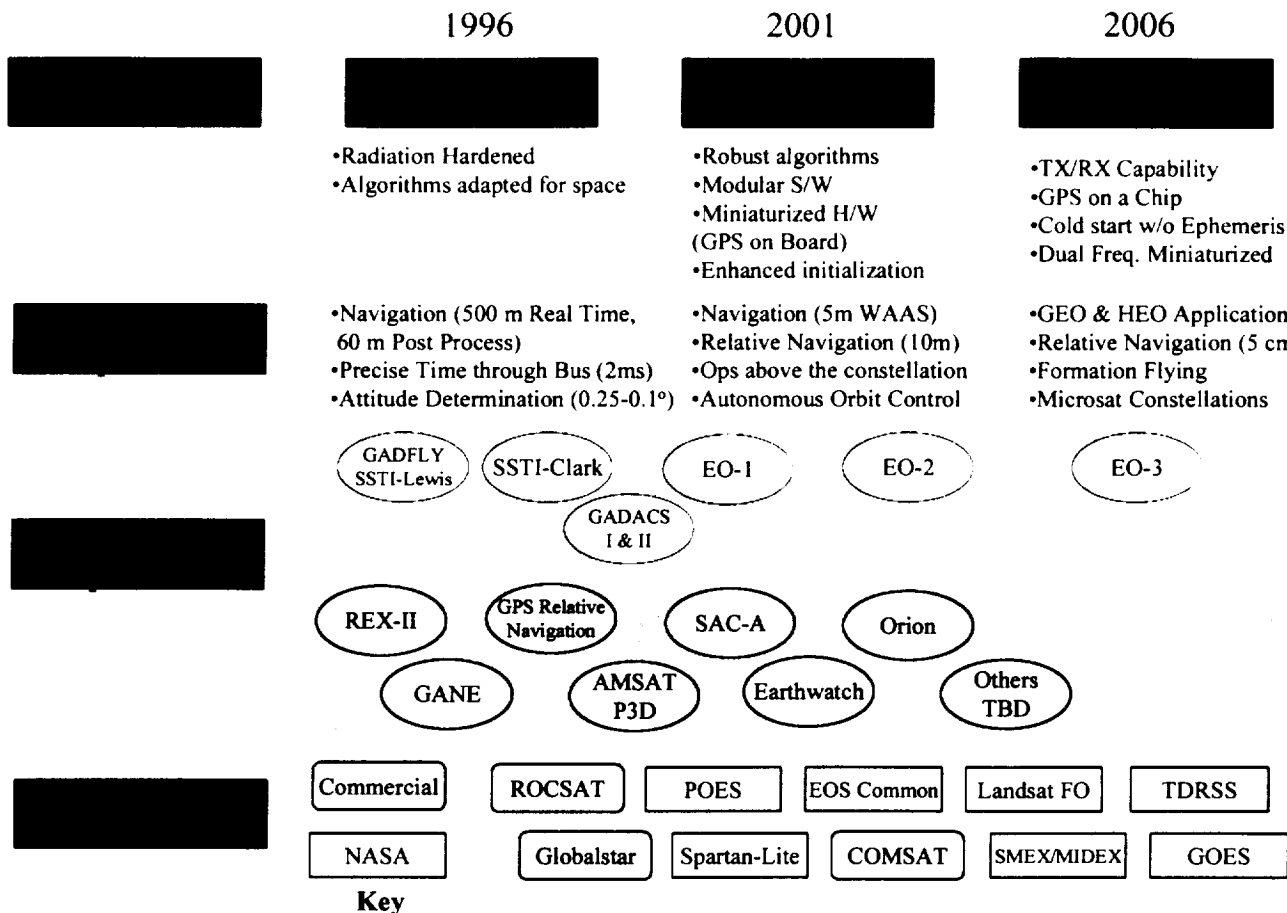 1996 2001 2006
•Radiation Hardened
•Algorithms adapted for space
•Robust algorithms
•Modular S/W
•Miniaturized H/W
(GPS on Board)
•Enhanced initialization
•TX/RX Capability
•GPS on a Chip
•Cold start w/o Ephemeris
•Dual Freq. Miniaturized
•Navigation (500 m Real Time,
60 m Post Process)
•Precise Time through Bus (2ms)
•Attitude Determination (0.25-0.1°)
•Navigation (5m WAAS)
•Relative Navigation (10m)
•Ops above the constellation
•Autonomous Orbit Control
•GEO & HEO Application
•Relative Navigation (5 cm
•Formation Flying
•Microsat Constellations
GADFLY
SSTI-Lewis
SSTI-Clark
EO-1
EO-2
EO-3
GADACS
I & II
REX-II
GPS Relative
Navigation
SAC-A
Orion
GANE
AMSAT
P3D
Earthwatch
Others
TBD
Commercial
ROCSAT
POES
EOS Common
Landsat FO
TDRSS
NASA
Globalstar
Spartan-Lite
COMSAT
SMEX/MIDEX
GOES
Key